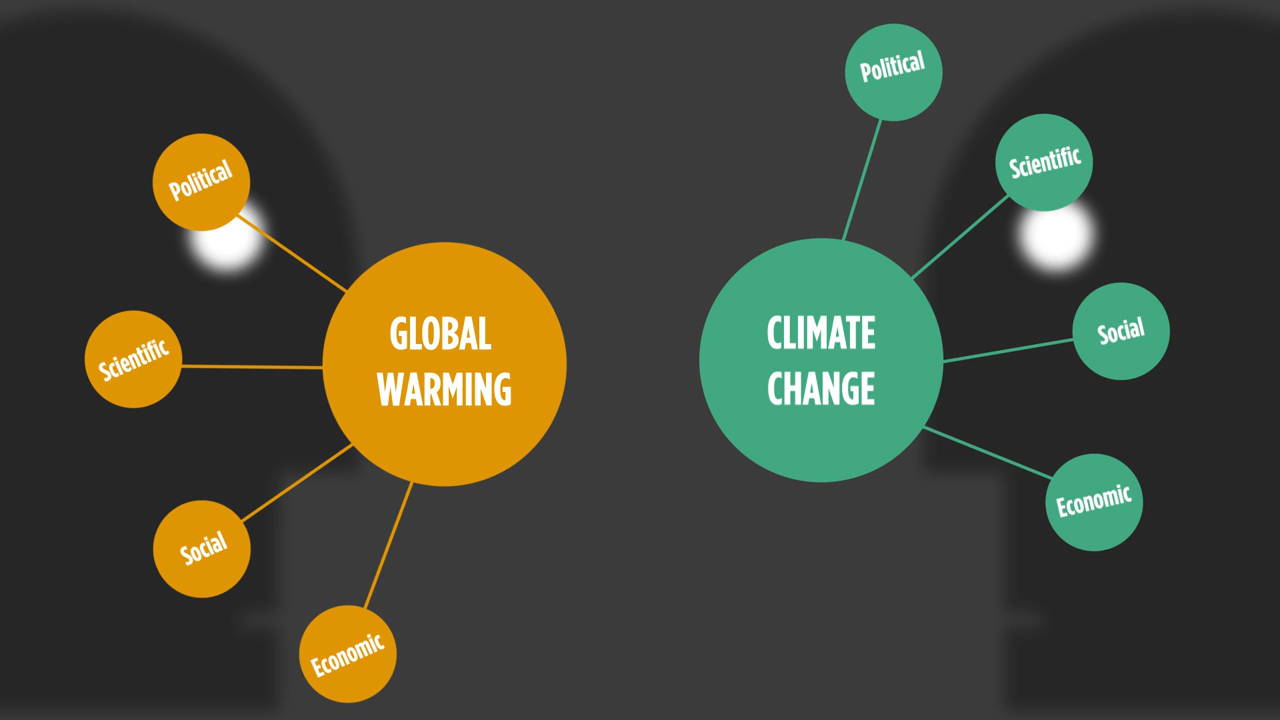 Political
Scientific
Social
Economic
GLOBAL
WARMING
Political
Scientific
Social
Economic
CLIMATE
CHANGE